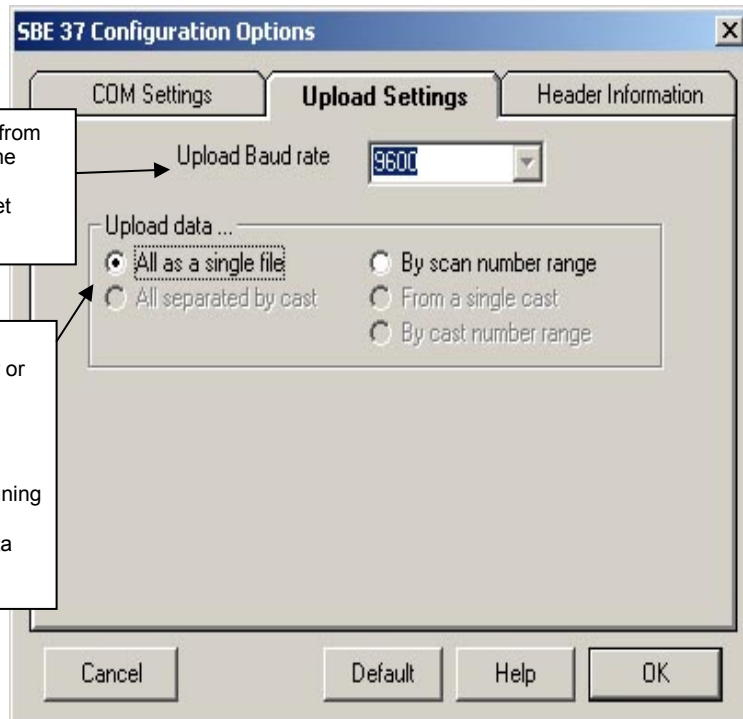 SBE 37 Configuration Options
COM Settings
Upload Settings
Header Information
from
et
Upload Baud rate
9600
Upload data ...
All as a single file
By scan number range
All separated by cast
From a single cast
By cast number range
or
ning
a
Cancel
Default
Help
OK